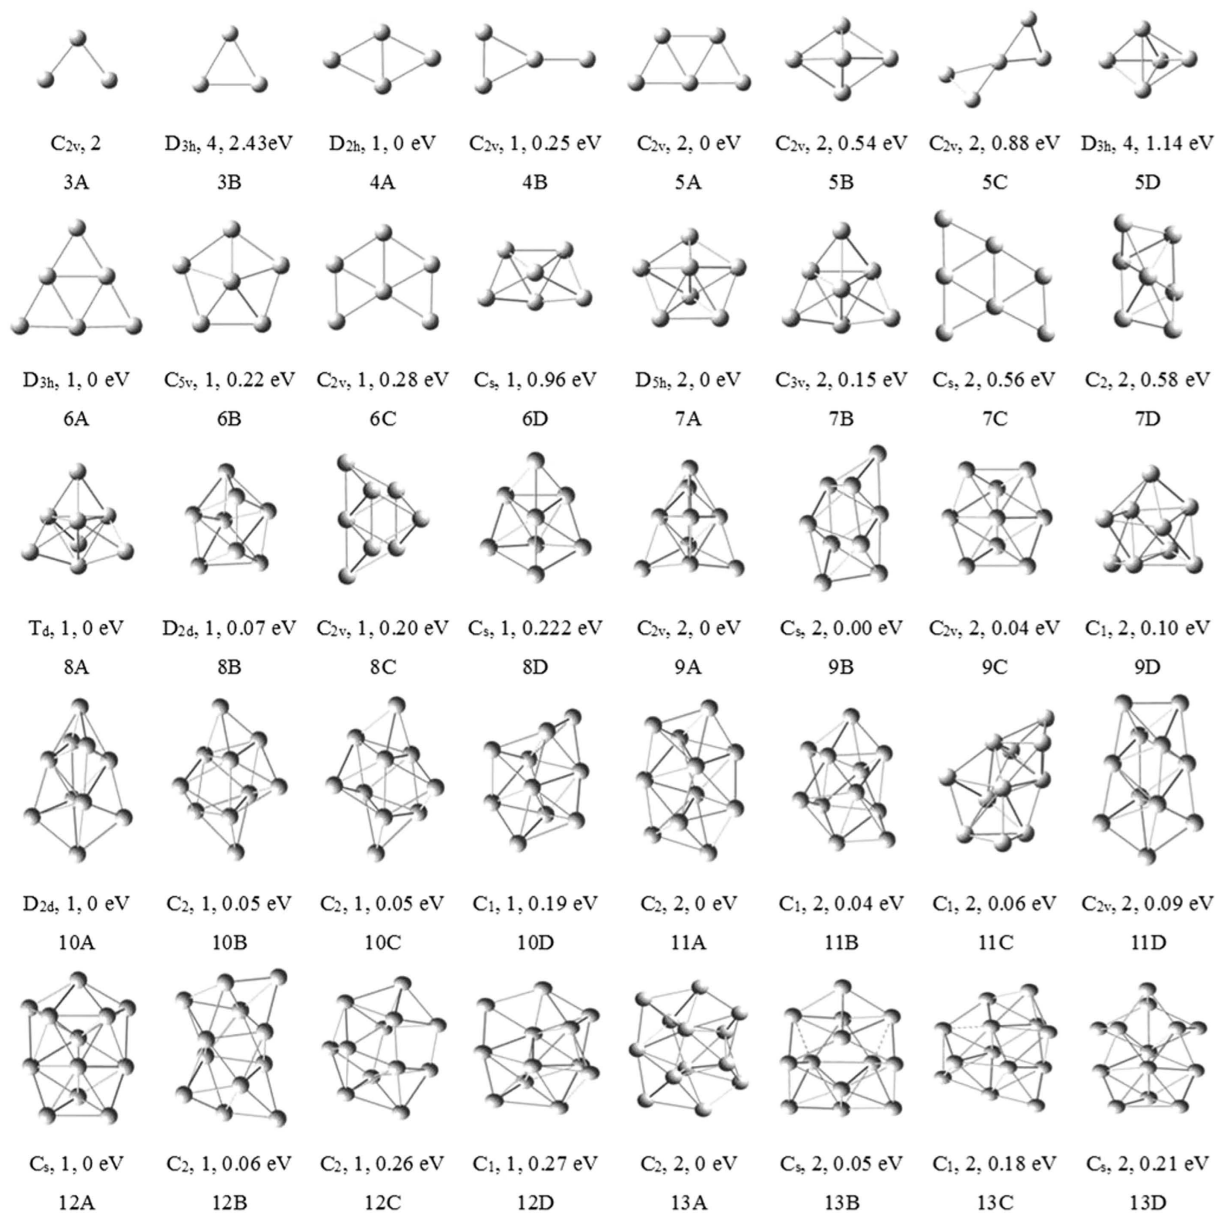 C2v, 2 D3h, 4, 2.43eV D2h, 1, 0 eV C2v, 1, 0.25 eV C2v, 2, 0 eV C2v, 2, 0.54 eV C2v, 2, 0.88 eV D3h, 4, 1.14 eV
3A 3B 4A 4B 5A 5B 5C 5D
D3h, 1, 0 eV C5v, 1, 0.22 eV C2v, 1, 0.28 eV Cs, 1, 0.96 eV D5h, 2, 0 eV C3v, 2, 0.15 eV Cs, 2, 0.56 eV C2, 2, 0.58 eV
6A 6B 6C 6D 7A 7B 7C 7D
Td, 1, 0 eV D2d, 1, 0.07 eV C2v, 1, 0.20 eV Cs, 1, 0.222 eV C2v, 2, 0 eV Cs, 2, 0.00 eV C2v, 2, 0.04 eV C1, 2, 0.10 eV
8A 8B 8C 8D 9A 9B 9C 9D
D2d, 1, 0 eV C2, 1, 0.05 eV C2, 1, 0.05 eV C1, 1, 0.19 eV C2, 2, 0 eV C1, 2, 0.04 eV C1, 2, 0.06 eV C2v, 2, 0.09 eV
10A 10B 10C 10D 11A 11B 11C 11D
Cs, 1, 0 eV C2, 1, 0.06 eV C2, 1, 0.26 eV C1, 1, 0.27 eV C2, 2, 0 eV Cs, 2, 0.05 eV C1, 2, 0.18 eV Cs, 2, 0.21 eV
12A 12B 12C 12D 13A 13B 13C 13D